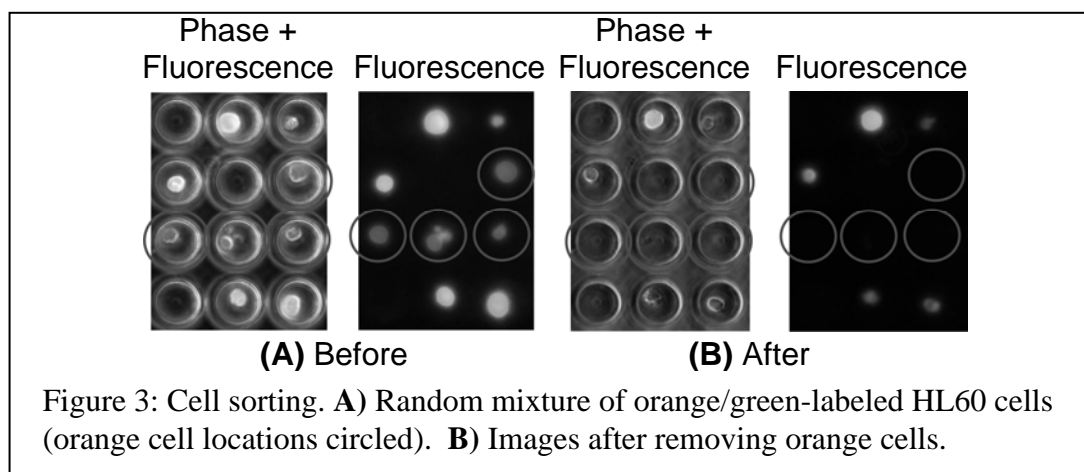 Phase + Phase +
Fluorescence Fluorescence Fluorescence Fluorescence
(A) Before (B) After
Figure 3: Cell sorting. A) Random mixture of orange/green-labeled HL60 cells
(orange cell locations circled). B) Images after removing orange cells.